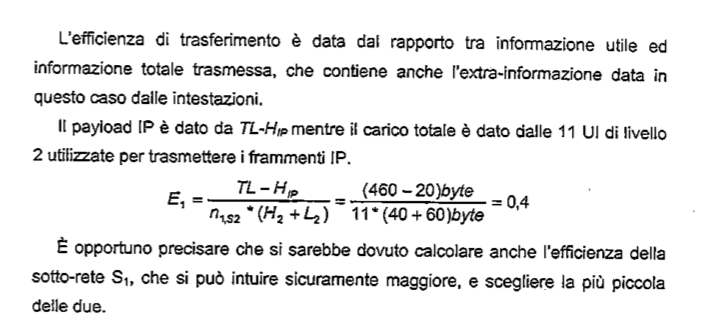 L'efficienza di trasferimento è data dal rapporto tra informazione utile ed
informazione totale trasmessa, che contiene anche l'extra-informazione data in
questo caso dalle intestazioni.
Il payload IP è dato da TL-H_IP mentre il carico totale è dato dalle 11 UI di livello
2 utilizzate per trasmettere i frammenti IP.
E_1 = (TL – H_IP) / (n_1,S2 * (H_2 + L_2)) = (460 – 20)byte / (11 * (40 + 60)byte) = 0,4
È opportuno precisare che si sarebbe dovuto calcolare anche l'efficienza della
sotto-rete S_1, che si può intuire sicuramente maggiore, e scegliere la più piccola
delle due.